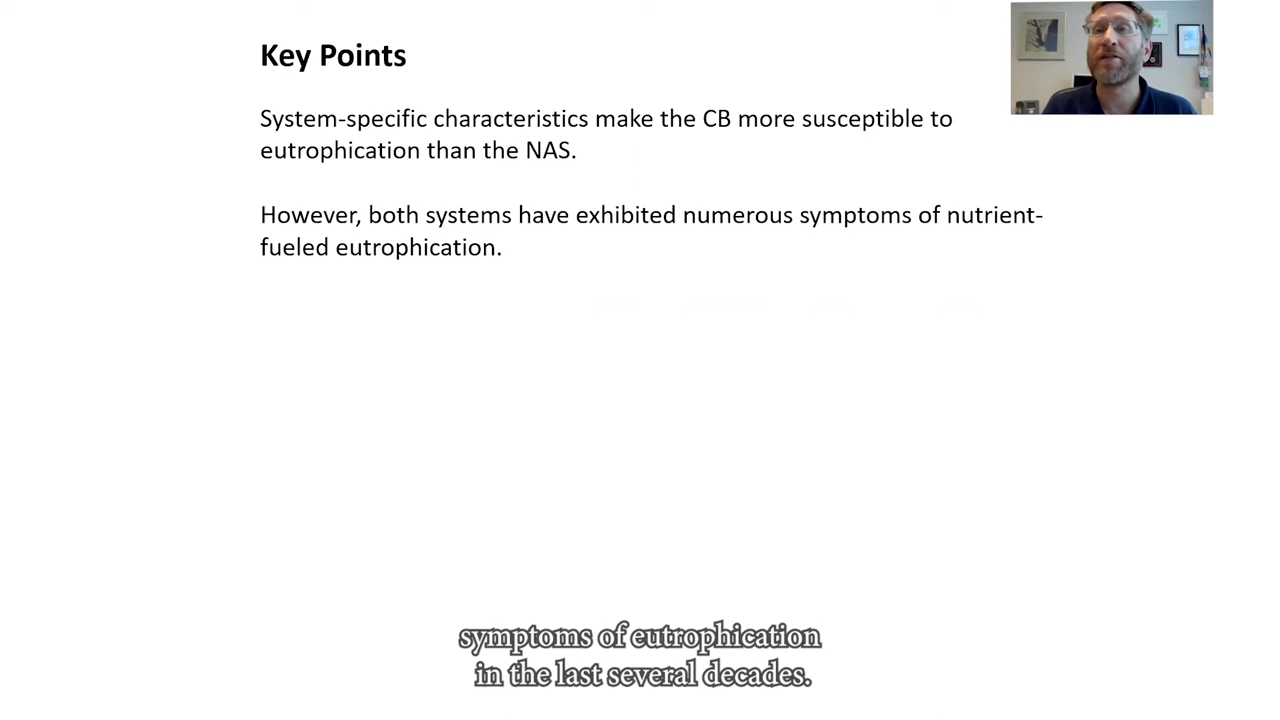 Key Points
System-specific characteristics make the CB more susceptible to
eutrophication than the NAS.
However, both systems have exhibited numerous symptoms of nutrient-
fueled eutrophication.
symptoms of eutrophication
in the last several decades.